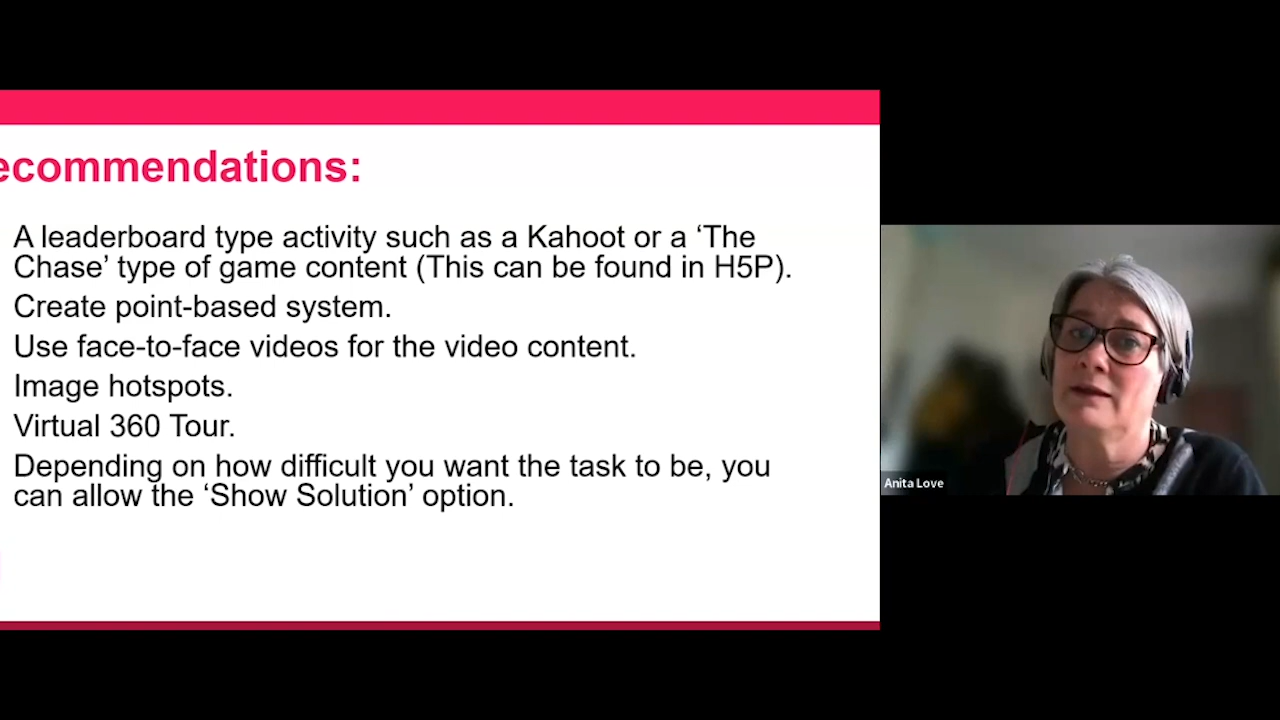 ecommendations:
A leaderboard type activity such as a Kahoot or a ‘The
Chase’ type of game content (This can be found in H5P).
Create point-based system.
Use face-to-face videos for the video content.
Image hotspots.
Virtual 360 Tour.
Depending on how difficult you want the task to be, you
can allow the ‘Show Solution’ option.
Anita Love